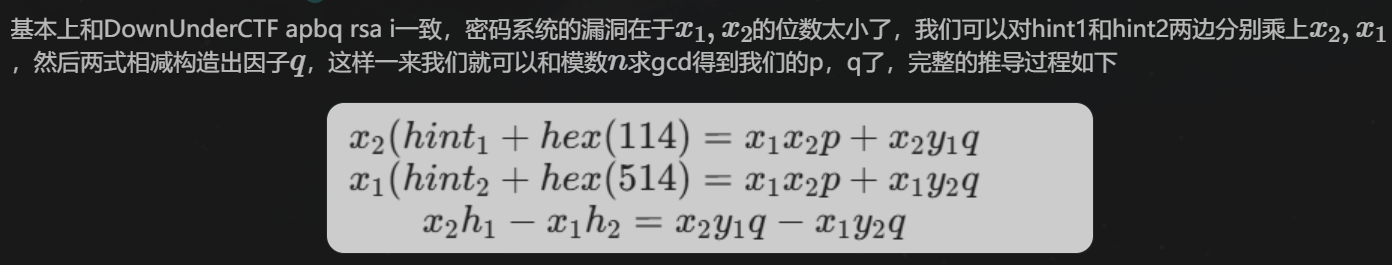 基本上和DownUnderCTF apbq rsa i一致，密码系统的漏洞在于x₁, x₂的位数太小了，我们可以对hint1和hint2两边分别乘上x₂, x₁
，然后两式相减构造出因子q，这样一来我们就可以和模数n求gcd得到我们的p，q了，完整的推导过程如下
x₂(hint₁ + hex(114) = x₁x₂p + x₂y₁q
x₁(hint₂ + hex(514) = x₁x₂p + x₁y₂q
x₂h₁ − x₁h₂ = x₂y₁q − x₁y₂q